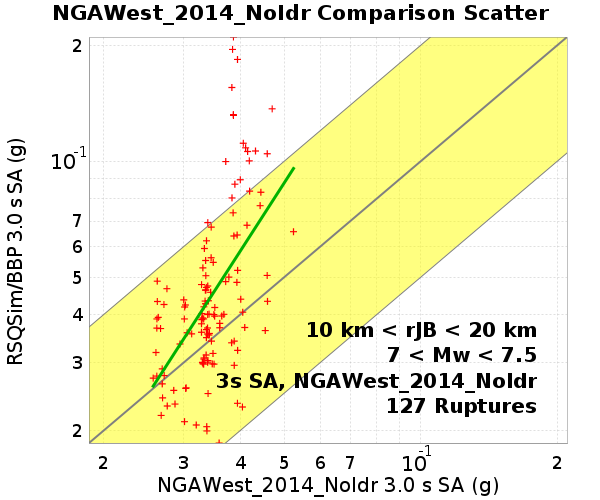 NGAWest_2014_NoIdr Comparison Scatter
RSQSim/BBP 3.0 s SA (g)
2
10⁻¹
7
6
5
4
3
2
10 km < rJB < 20 km
7 < Mw < 7.5
3s SA, NGAWest_2014_NoIdr
127 Ruptures
2 3 4 5 6 7 10⁻¹ 2
NGAWest_2014_NoIdr 3.0 s SA (g)